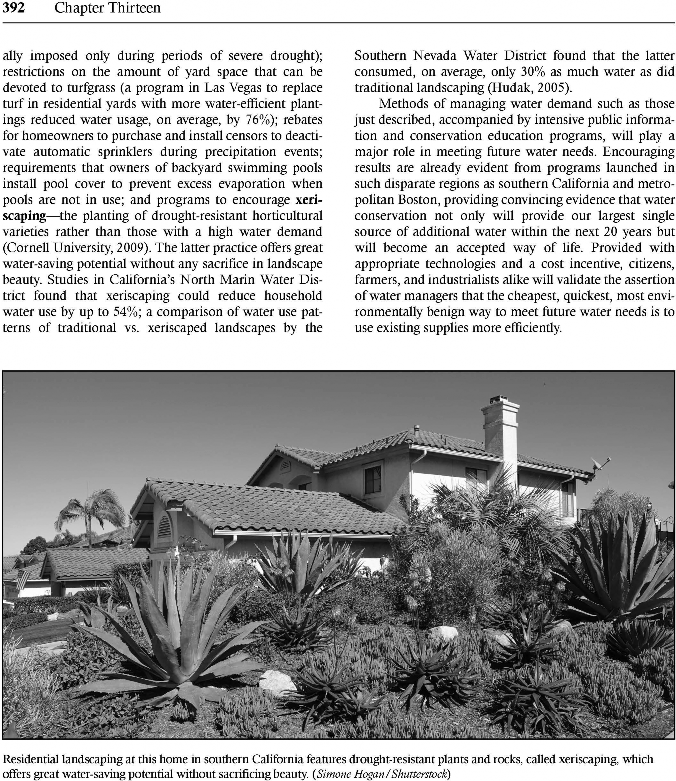 392 Chapter Thirteen
ally imposed only during periods of severe drought);
restrictions on the amount of yard space that can be
devoted to turfgrass (a program in Las Vegas to replace
turf in residential yards with more water-efficient plant-
ings reduced water usage, on average, by 76%); rebates
for homeowners to purchase and install censors to deacti-
vate automatic sprinklers during precipitation events;
requirements that owners of backyard swimming pools
install pool cover to prevent excess evaporation when
pools are not in use; and programs to encourage xeri-
scaping—the planting of drought-resistant horticultural
varieties rather than those with a high water demand
(Cornell University, 2009). The latter practice offers great
water-saving potential without any sacrifice in landscape
beauty. Studies in California's North Marin Water Dis-
trict found that xeriscaping could reduce household
water use by up to 54%; a comparison of water use pat-
terns of traditional vs. xeriscaped landscapes by the
Southern Nevada Water District found that the latter
consumed, on average, only 30% as much water as did
traditional landscaping (Hudak, 2005).
Methods of managing water demand such as those
just described, accompanied by intensive public informa-
tion and conservation education programs, will play a
major role in meeting future water needs. Encouraging
results are already evident from programs launched in
such disparate regions as southern California and metro-
politan Boston, providing convincing evidence that water
conservation not only will provide our largest single
source of additional water within the next 20 years but
will become an accepted way of life. Provided with
appropriate technologies and a cost incentive, citizens,
farmers, and industrialists alike will validate the assertion
of water managers that the cheapest, quickest, most envi-
ronmentally benign way to meet future water needs is to
use existing supplies more efficiently.
Residential landscaping at this home in southern California features drought-resistant plants and rocks, called xeriscaping, which
offers great water-saving potential without sacrificing beauty. (Simone Hogan/Shutterstock)